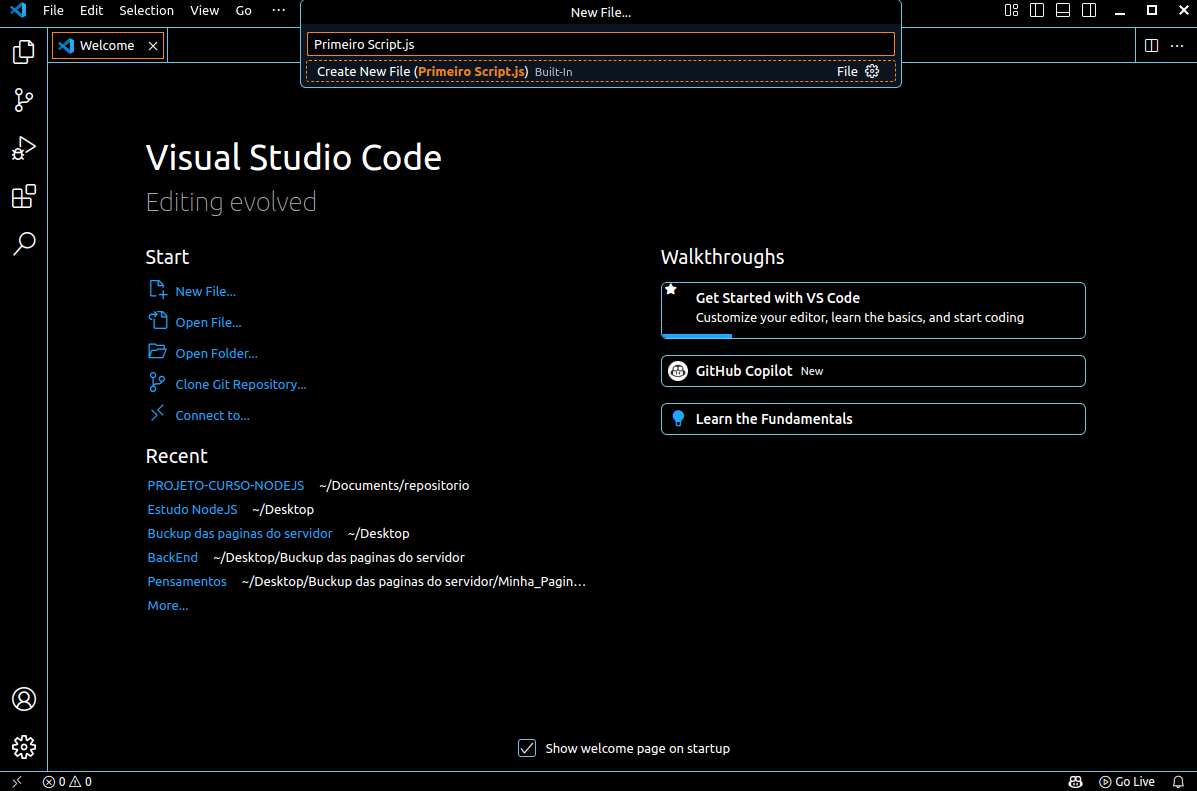 File Edit Selection View Go ···
New File...
Primeiro Script.js
Create New File (Primeiro Script.js) Built-In File
Welcome
Visual Studio Code
Editing evolved
Start
New File...
Open File...
Open Folder...
Clone Git Repository...
Connect to...
Recent
PROJETO-CURSO-NODEJS ~/Documents/repositorio
Estudo NodeJS ~/Desktop
Buckup das paginas do servidor ~/Desktop
BackEnd ~/Desktop/Buckup das paginas do servidor
Pensamentos ~/Desktop/Buckup das paginas do servidor/Minha_Pagin...
More...
Walkthroughs
Get Started with VS Code
Customize your editor, learn the basics, and start coding
GitHub Copilot New
Learn the Fundamentals
Show welcome page on startup
0 0
Go Live